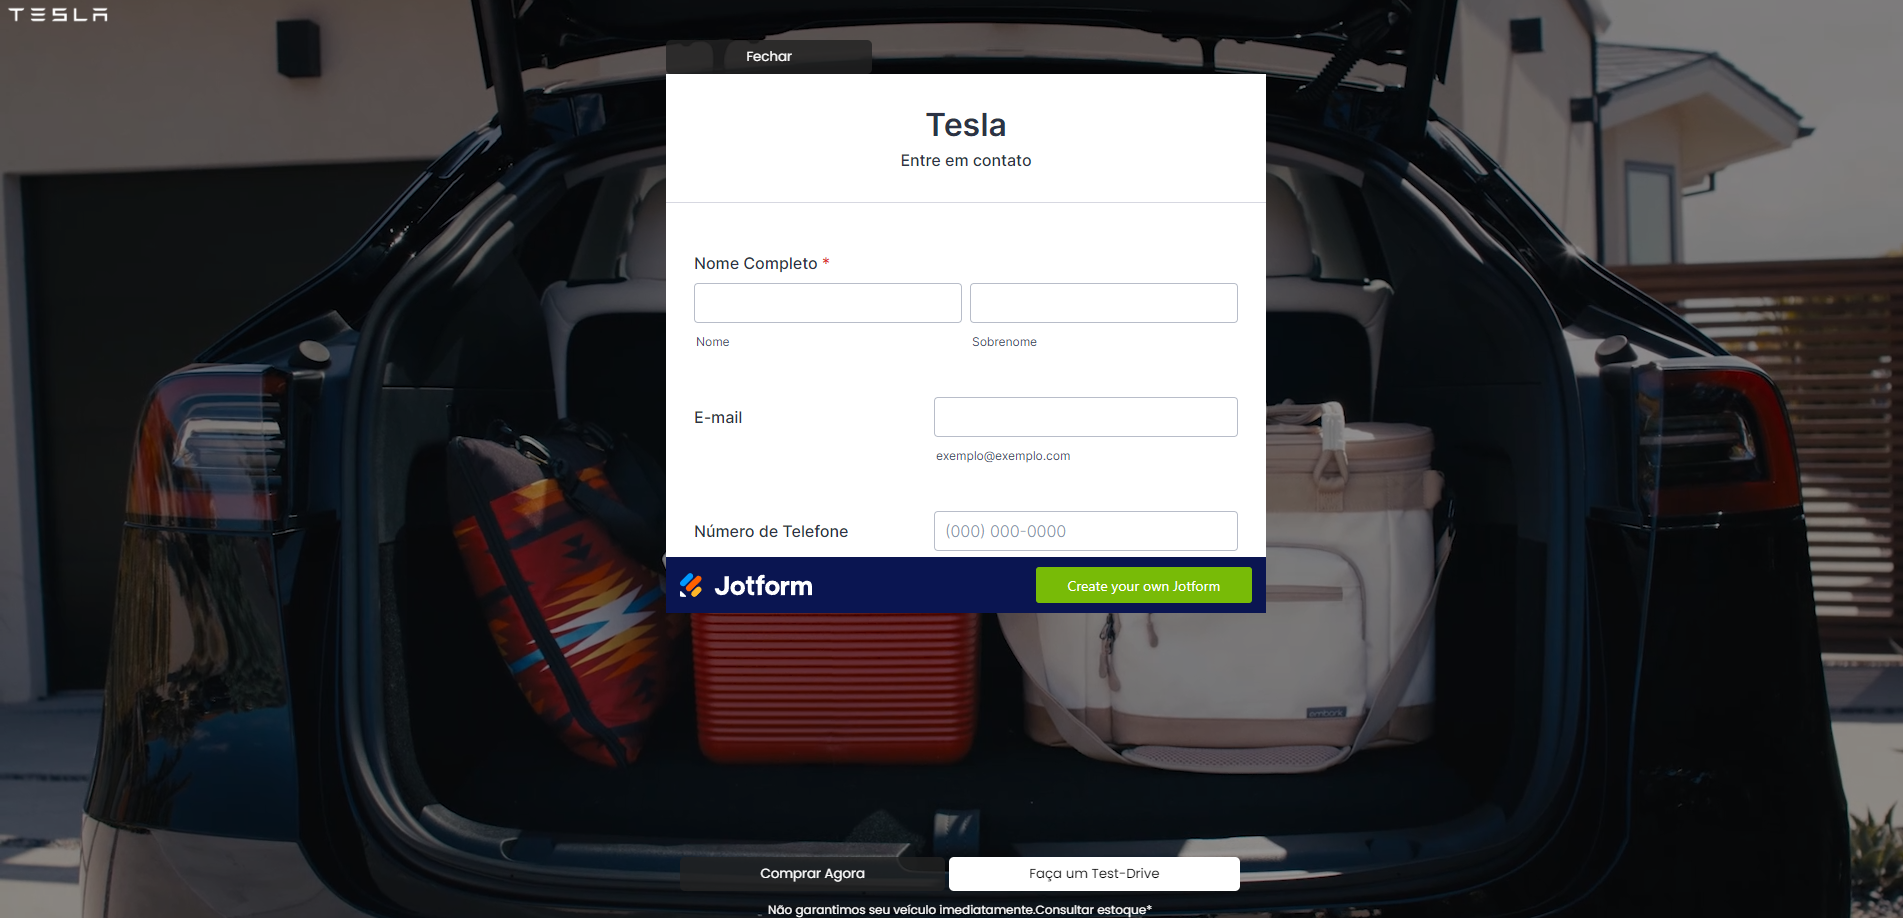 TESLA
Fechar
Tesla
Entre em contato
Nome Completo *
Nome
Sobrenome
E-mail
exemplo@exemplo.com
Número de Telefone
(000) 000-0000
Jotform
Create your own Jotform
Comprar Agora
Faça um Test-Drive
Não garantimos seu veículo imediatamente.Consultar estoque*